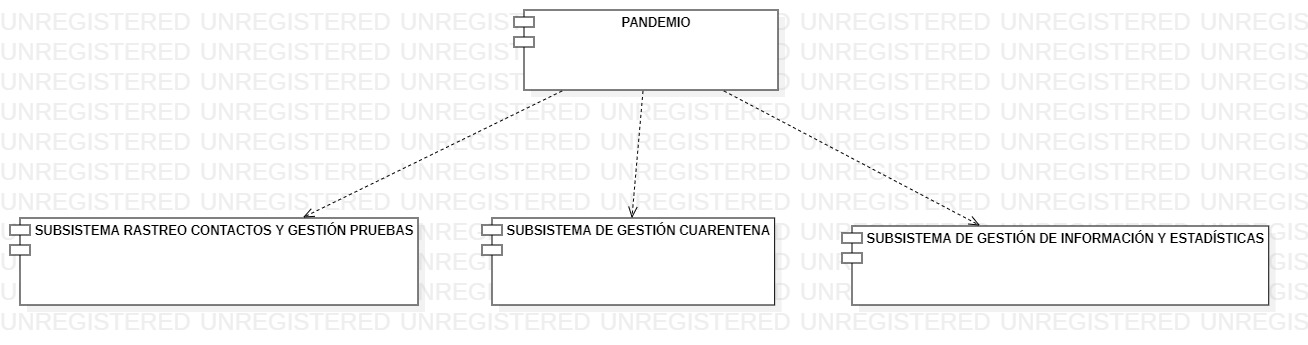 PANDEMIO
SUBSISTEMA RASTREO CONTACTOS Y GESTIÓN PRUEBAS
SUBSISTEMA DE GESTIÓN CUARENTENA
SUBSISTEMA DE GESTIÓN DE INFORMACIÓN Y ESTADÍSTICAS
UNREGISTERED UNREGISTERED UNREGISTERED UNREGISTERED UNREGISTERED UNREGISTERED UNREGIS